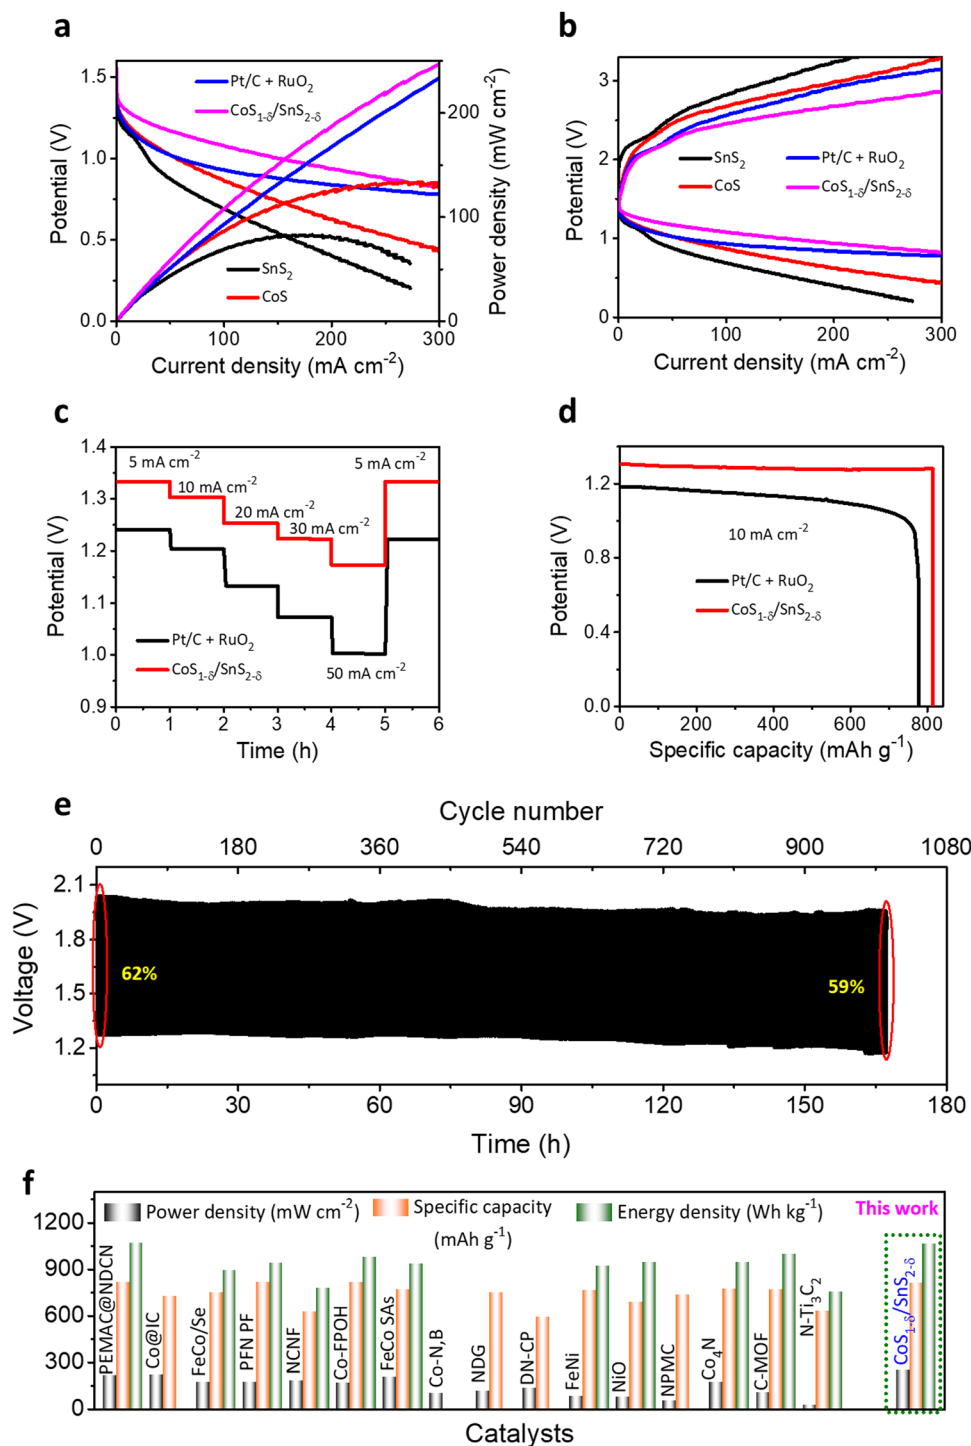 a
1.5
1.0
0.5
0.0
Potential (V)
Pt/C + RuO2
CoS1-δ/SnS2-δ
SnS2
CoS
200
100
0
Power density (mW cm-2)
0 100 200 300
Current density (mA cm-2)
b
3
2
1
0
Potential (V)
SnS2
CoS
Pt/C + RuO2
CoS1-δ/SnS2-δ
0 100 200 300
Current density (mA cm-2)
c
1.4
1.3
1.2
1.1
1.0
0.9
Potential (V)
5 mA cm-2
10 mA cm-2
20 mA cm-2
30 mA cm-2
5 mA cm-2
50 mA cm-2
Pt/C + RuO2
CoS1-δ/SnS2-δ
0 1 2 3 4 5 6
Time (h)
d
1.2
0.8
0.4
0.0
Potential (V)
10 mA cm-2
Pt/C + RuO2
CoS1-δ/SnS2-δ
0 200 400 600 800
Specific capacity (mAh g-1)
e
Cycle number
0 180 360 540 720 900 1080
2.1
1.8
1.5
1.2
Voltage (V)
62%
59%
0 30 60 90 120 150 180
Time (h)
f
1200
900
600
300
0
Power density (mW cm-2)
Specific capacity
(mAh g-1)
Energy density (Wh kg-1)
This work
PEMAC@NDCN
Co@IC
FeCo/Se
PFN PF
NCNF
Co-FPOH
FeCo SAs
Co-N,B
NDG
DN-CP
FeNi
NiO
NPMC
Co4N
C-MOF
N-Ti3C2
CoS1-δ/SnS2-δ
Catalysts